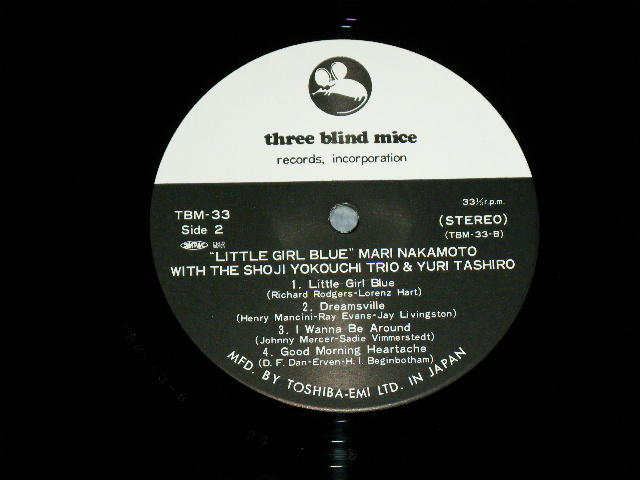 three blind mice
records, incorporation
33⅓ r.p.m.
TBM-33
Side 2
(STEREO)
(TBM-33-B)
"LITTLE GIRL BLUE" MARI NAKAMOTO
WITH THE SHOJI YOKOUCHI TRIO & YURI TASHIRO
1. Little Girl Blue
(Richard Rodgers-Lorenz Hart)
2. Dreamsville
(Henry Mancini-Ray Evans-Jay Livingston)
3. I Wanna Be Around
(Johnny Mercer-Sadie Vimmerstedt)
4. Good Morning Heartache
(D. F. Dan-Erven-H. I. Beginbotham)
MFD. BY TOSHIBA-EMI LTD. IN JAPAN